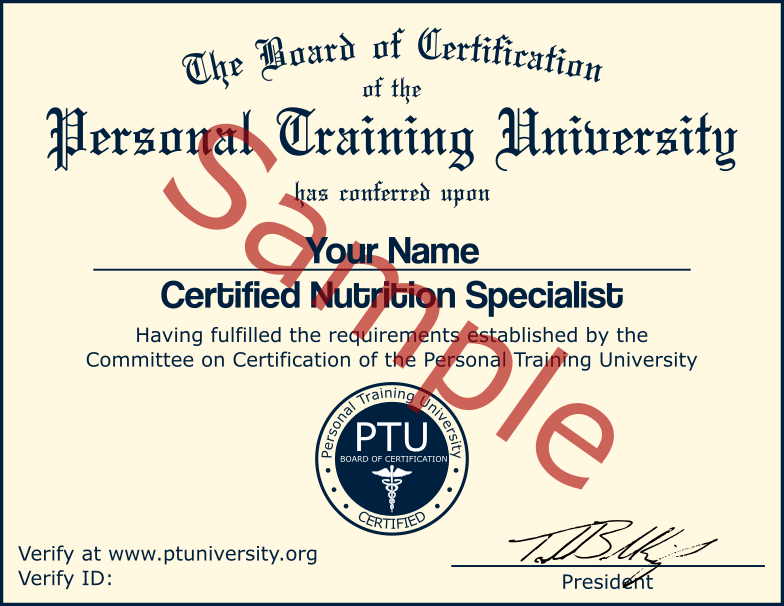 The Board of Certification
of the
Personal Training University
has conferred upon
Your Name
Certified Nutrition Specialist
Having fulfilled the requirements established by the
Committee on Certification of the Personal Training University
Sample
Personal Training University
PTU
BOARD OF CERTIFICATION
CERTIFIED
Verify at www.ptuniversity.org
Verify ID:
President